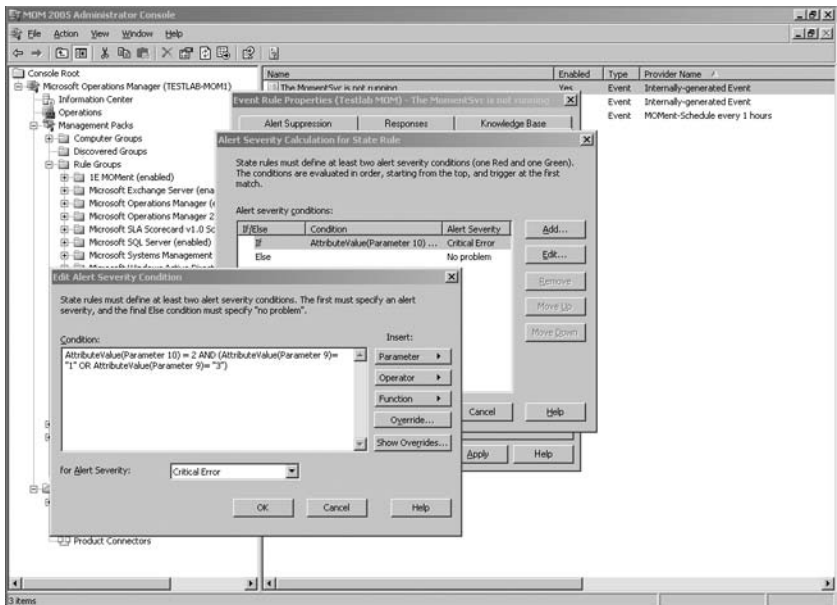 MOM 2005 Administrator Console
File Action View Window Help
Console Root
Microsoft Operations Manager (TESTLAB-MOM1)
Information Center
Operations
Management Packs
Computer Groups
Discovered Groups
Rule Groups
1E MOMent (enabled)
Microsoft Exchange Server (ena
Microsoft Operations Manager (e
Microsoft Operations Manager 2
Microsoft SLA Scorecard v1.0 Sc
Microsoft SQL Server (enabled)
Microsoft Systems Management
Product Connectors
Name Enabled Type Provider Name
The MomentSvc is not running Yes Event Internally-generated Event
Event Internally-generated Event
Event MOMent-Schedule every 1 hours
Event Rule Properties (Testlab MOM) - The MomentSvc is not running
Alert Suppression Responses Knowledge Base
Alert Severity Calculation for State Rule
State rules must define at least two alert severity conditions (one Red and one Green).
The conditions are evaluated in order, starting from the top, and trigger at the first
match.
Alert severity conditions:
If/Else Condition Alert Severity
If AttributeValue(Parameter 10) ... Critical Error
Else No problem
Add...
Edit...
Remove
Move Up
Move Down
Cancel Help
Apply Help
Edit Alert Severity Condition
State rules must define at least two alert severity conditions. The first must specify an alert
severity, and the final Else condition must specify "no problem".
Condition:
AttributeValue(Parameter 10) = 2 AND (AttributeValue(Parameter 9)=
"1" OR AttributeValue(Parameter 9)= "3")
Insert:
Parameter
Operator
Function
Override...
Show Overrides...
for Alert Severity: Critical Error
OK Cancel Help
3 items